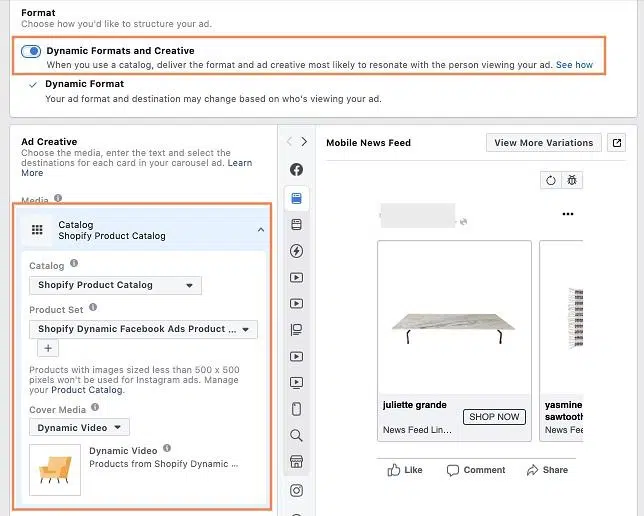 Format
Choose how you'd like to structure your ad.
Dynamic Formats and Creative
When you use a catalog, deliver the format and ad creative most likely to resonate with the person viewing your ad. See how
Dynamic Format
Your ad format and destination may change based on who's viewing your ad.
Ad Creative
Choose the media, enter the text and select the
destinations for each card in your carousel ad. Learn
More
Media
Catalog
Shopify Product Catalog
Catalog
Shopify Product Catalog
Product Set
Shopify Dynamic Facebook Ads Product ...
+
Products with images sized less than 500 x 500
pixels won't be used for Instagram ads. Manage
your Product Catalog.
Cover Media
Dynamic Video
Dynamic Video
Products from Shopify Dynamic ...
Mobile News Feed
View More Variations
juliette grande
SHOP NOW
News Feed Lin...
yasmine
sawtooth
News Fee
Like
Comment
Share